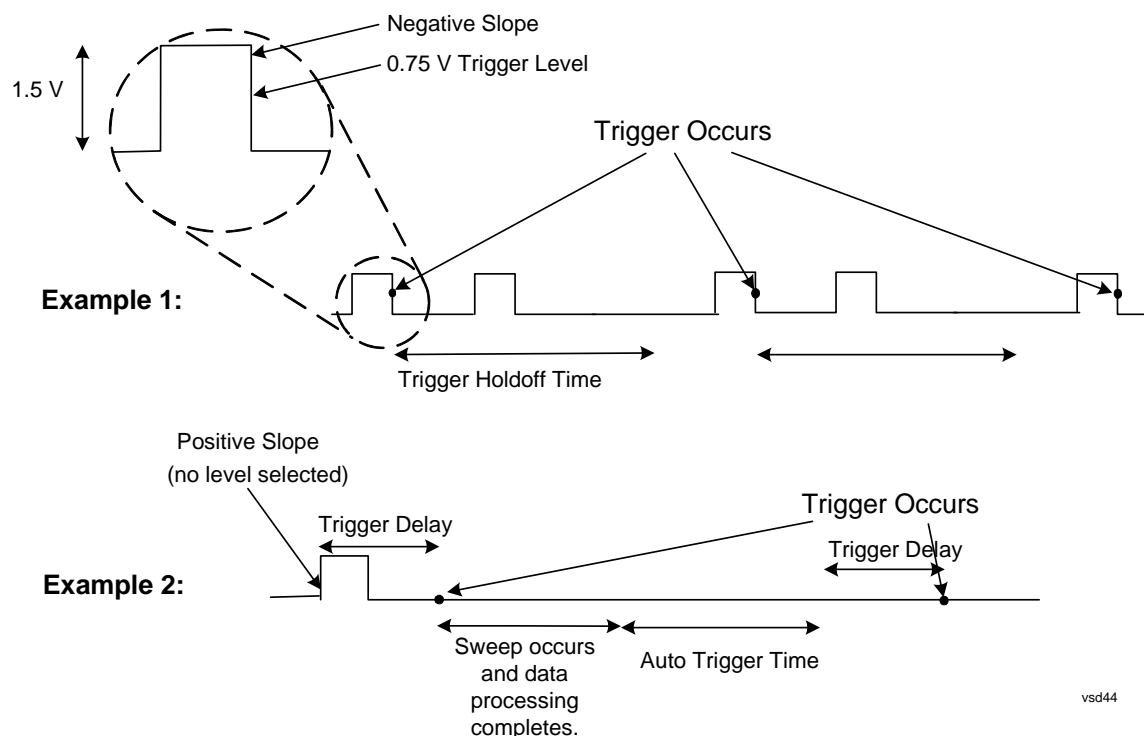 Negative Slope
0.75 V Trigger Level
1.5 V
Trigger Occurs
Example 1:
Trigger Holdoff Time
Positive Slope
(no level selected)
Trigger Delay
Trigger Occurs
Trigger Delay
Example 2:
Sweep occurs
and data
processing
completes.
Auto Trigger Time
vsd44